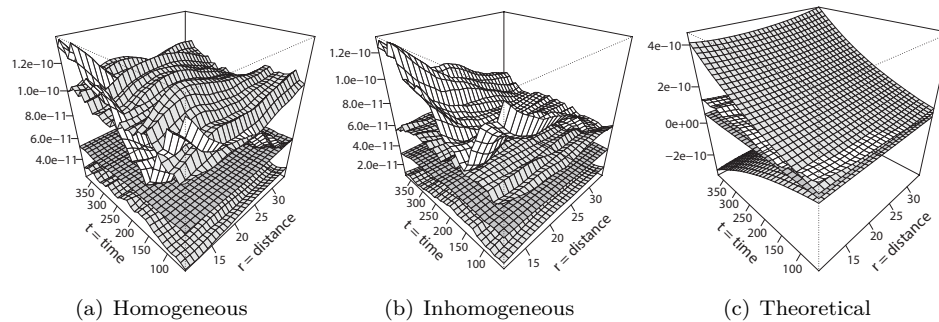 1.2e−10
1.0e−10
8.0e−11
6.0e−11
4.0e−11
350
300
250
200
150
100
t = time
15
20
25
30
r = distance
(a) Homogeneous
1.2e−10
1.0e−10
8.0e−11
6.0e−11
4.0e−11
2.0e−11
350
300
250
200
150
100
t = time
15
20
25
30
r = distance
(b) Inhomogeneous
4e−10
2e−10
0e+00
−2e−10
350
300
250
200
150
100
t = time
15
20
25
30
r = distance
(c) Theoretical